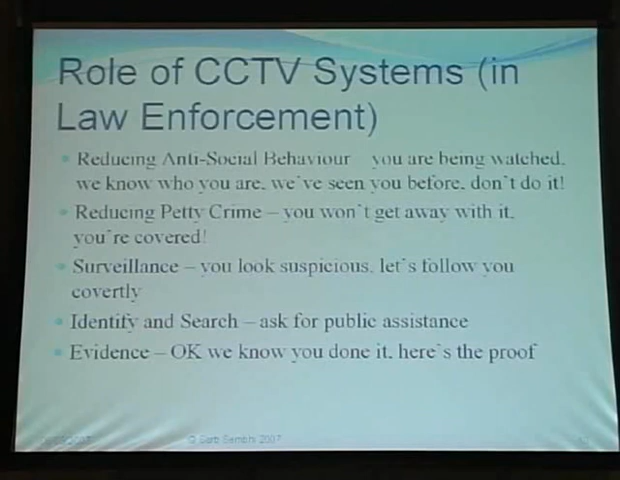 Role of CCTV Systems (in
Law Enforcement)
Reducing Anti-Social Behaviour you are being watched.
we know who you are. we've seen you before. don't do it!
Reducing Petty Crime – you won't get away with it.
you're covered!
Surveillance – you look suspicious. let's follow you
covertly
Identify and Search – ask for public assistance
Evidence – OK we know you done it. here's the proof
© Sarb Sembhi 2007